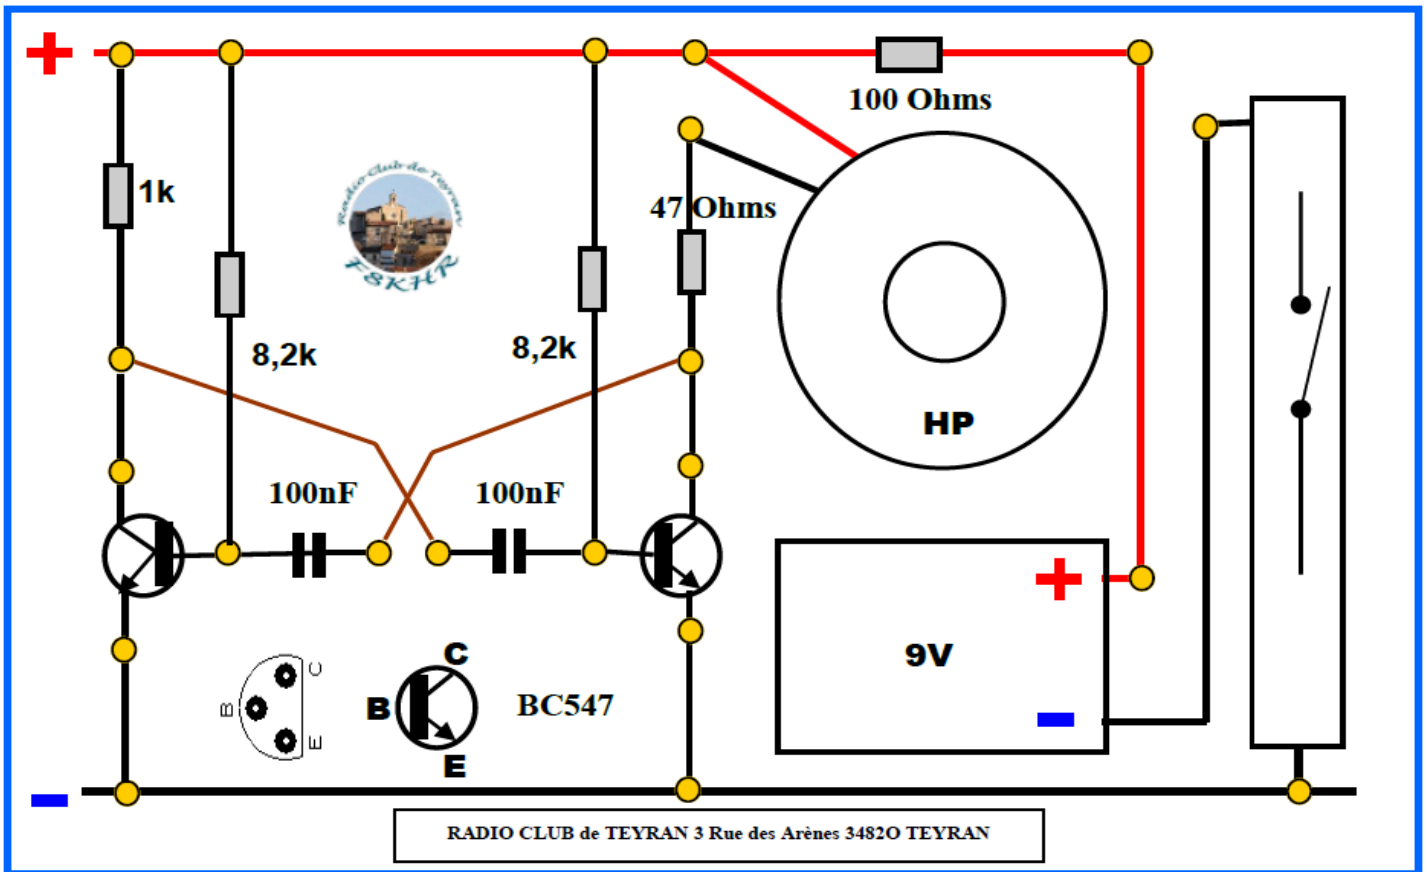 +
100 Ohms
Radio Club de Teyran
F8KHR
1k
47 Ohms
8,2k
8,2k
HP
100nF
100nF
+
9V
C
B
E
C
B
E
BC547
-
-
RADIO CLUB de TEYRAN 3 Rue des Arènes 3482O TEYRAN